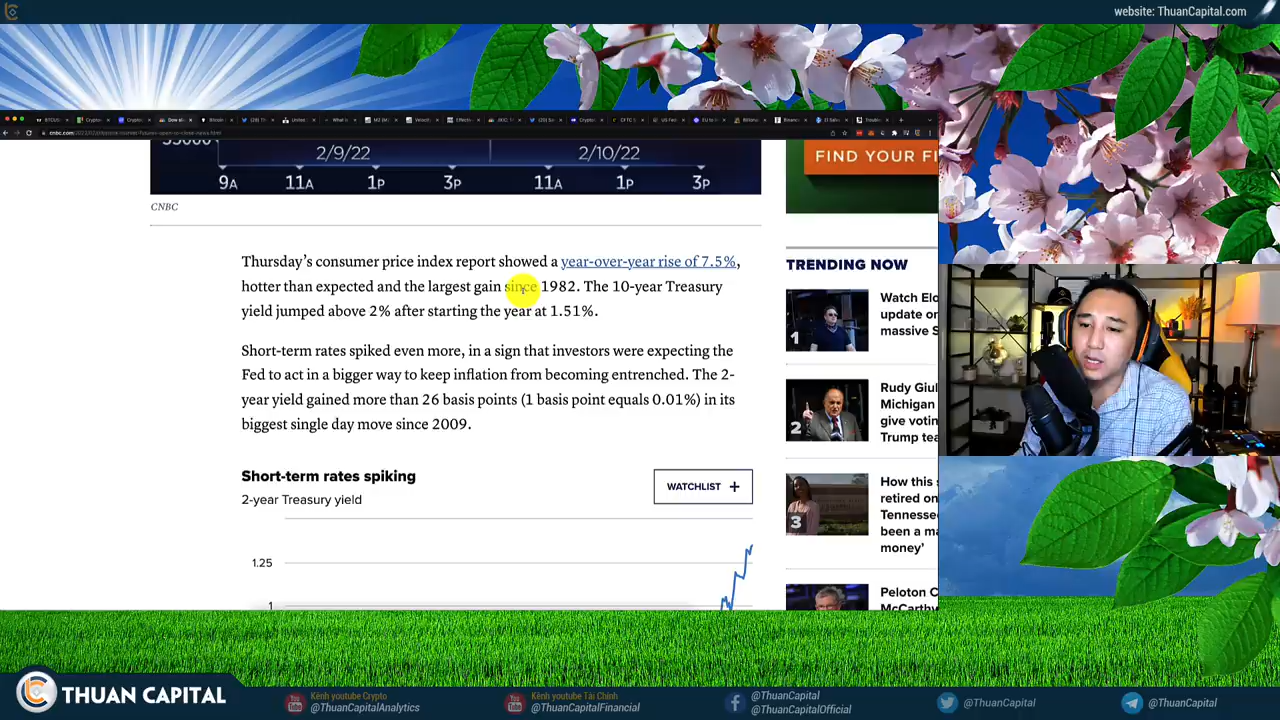 website: ThuanCapital.com
35000
2/9/22
2/10/22
9A
11A
1P
3P
11A
1P
3P
CNBC
Thursday's consumer price index report showed a year-over-year rise of 7.5%,
hotter than expected and the largest gain since 1982. The 10-year Treasury
yield jumped above 2% after starting the year at 1.51%.
Short-term rates spiked even more, in a sign that investors were expecting the
Fed to act in a bigger way to keep inflation from becoming entrenched. The 2-
year yield gained more than 26 basis points (1 basis point equals 0.01%) in its
biggest single day move since 2009.
Short-term rates spiking
2-year Treasury yield
WATCHLIST +
1.25
1
FIND YOUR FI
TRENDING NOW
1
Watch Elo
update on
massive S
2
Rudy Giul
Michigan
give votin
Trump tea
3
How this
retired on
Tennessee
been a ma
money'
Peloton C
McCarthy
THUAN CAPITAL
Kênh youtube Crypto
@ThuanCapitalAnalytics
Kênh youtube Tài Chính
@ThuanCapitalFinancial
@ThuanCapital
@ThuanCapitalOfficial
@ThuanCapital
@ThuanCapital